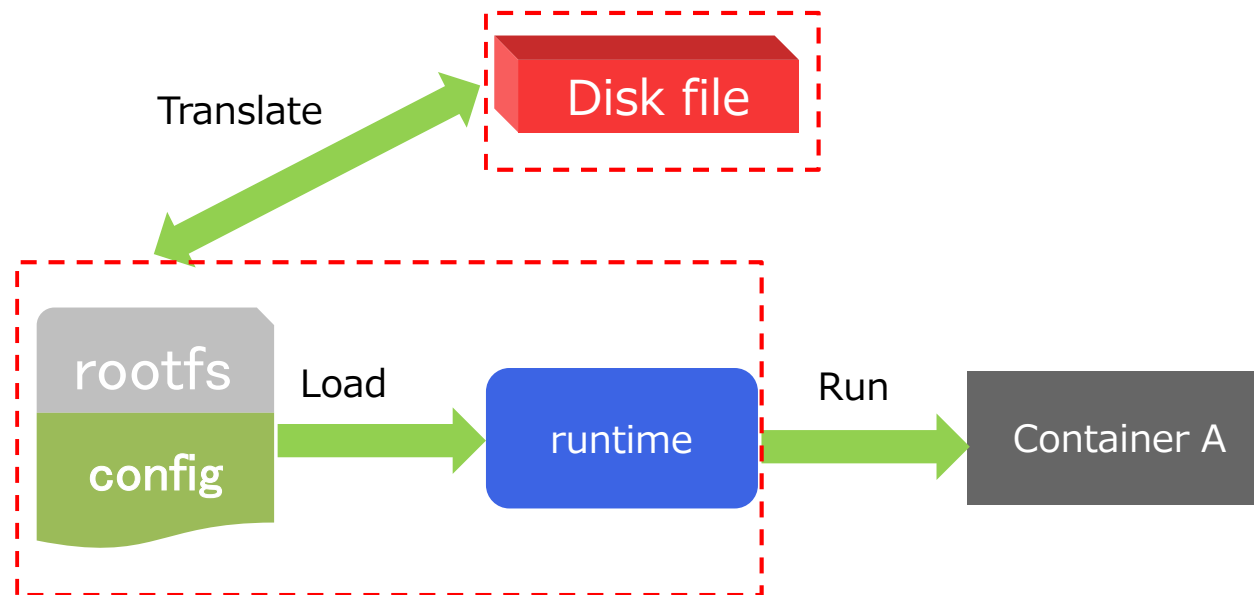 Disk file
Translate
rootfs
Load
Run
runtime
Container A
config